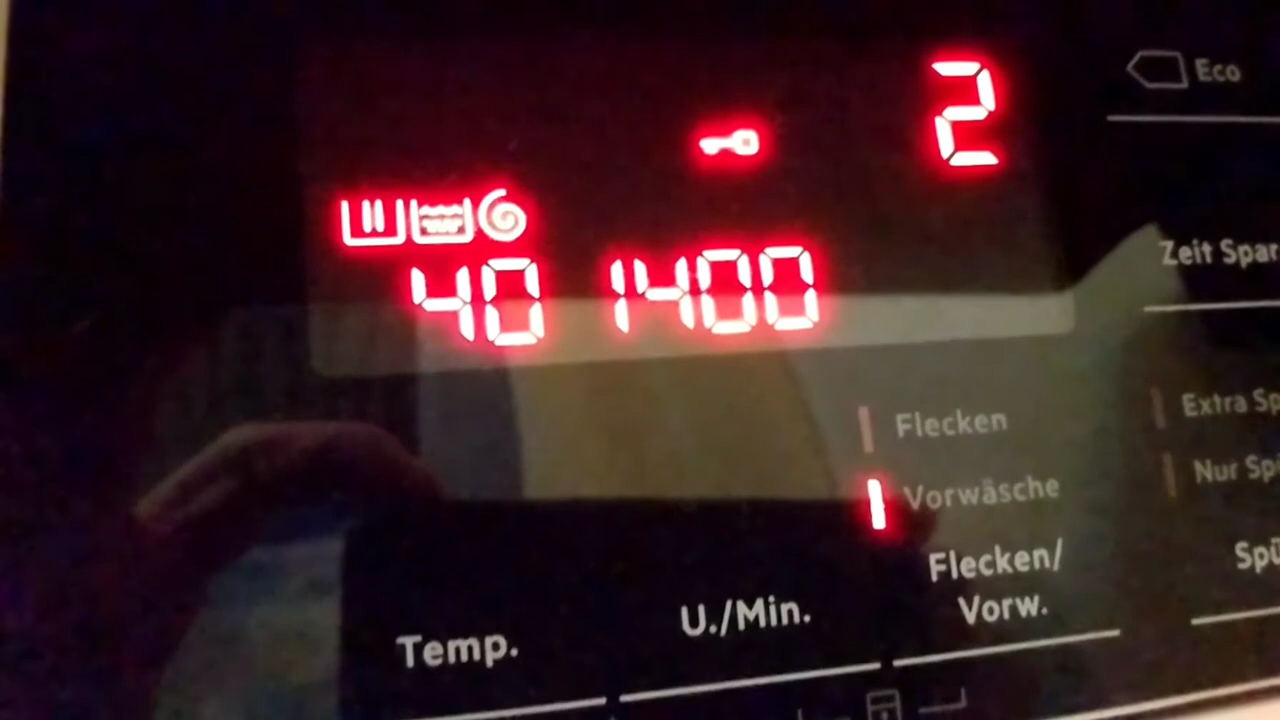 2
Eco
40 1400
Zeit Spar
Flecken
Extra Sp
Vorwäsche
Nur Sp
Flecken/
Vorw.
Spü
U./Min.
Temp.